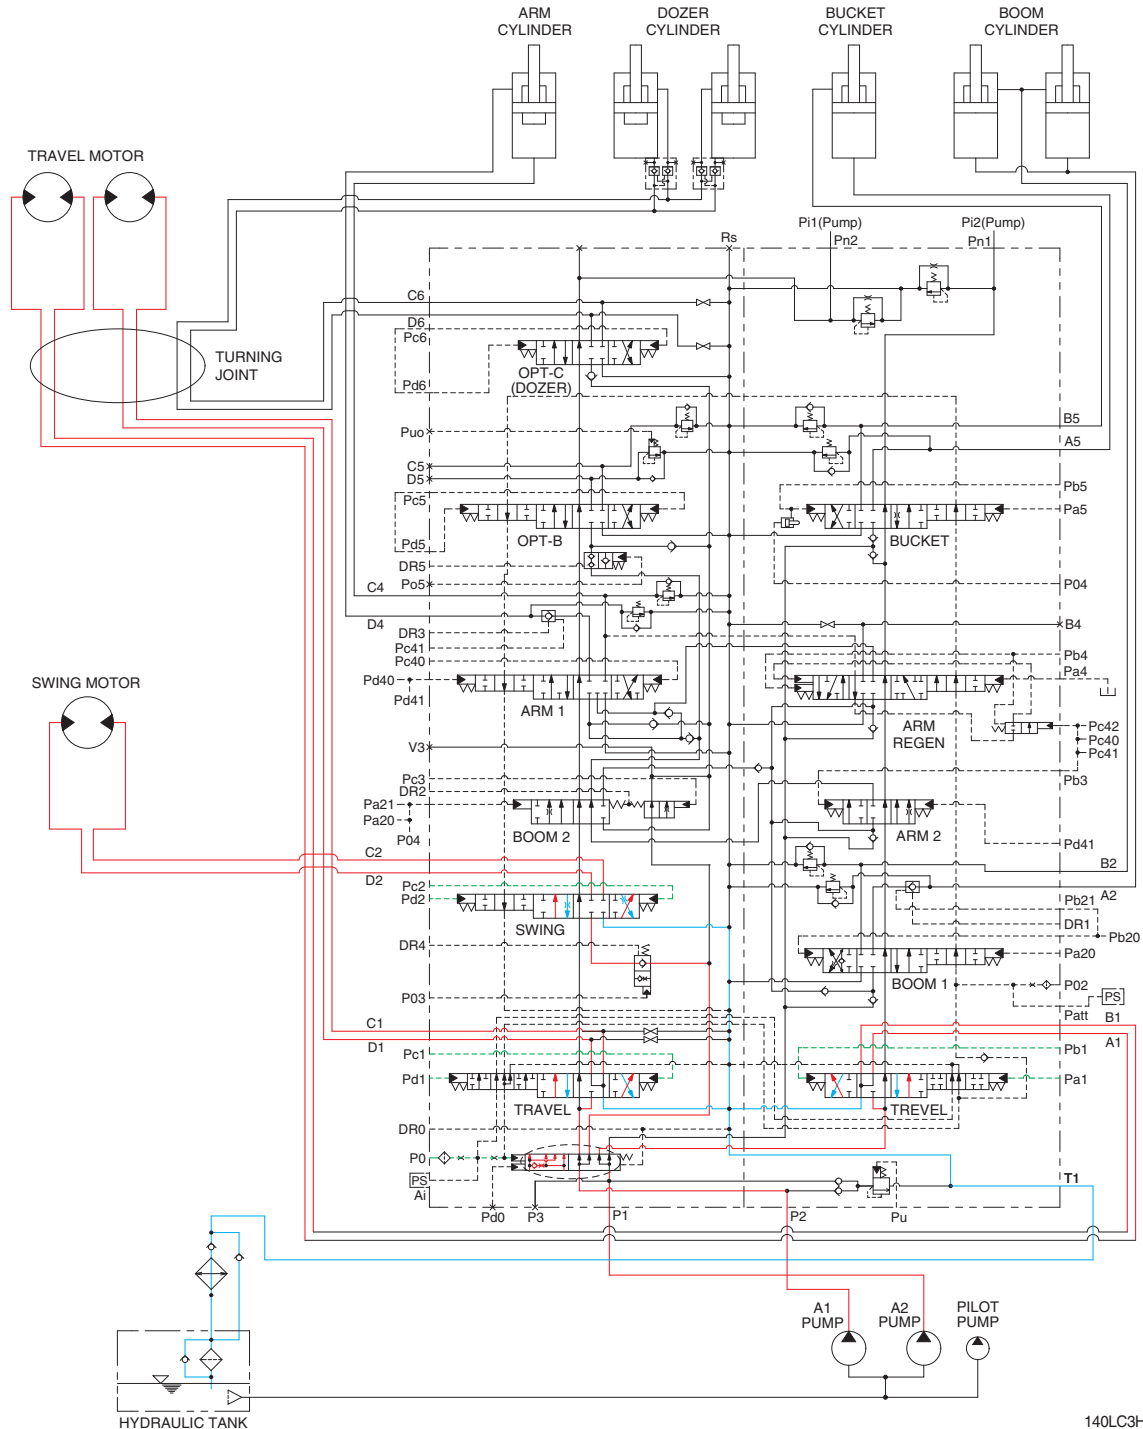 ARM
CYLINDER
DOZER
CYLINDER
BUCKET
CYLINDER
BOOM
CYLINDER
TRAVEL MOTOR
Pi1(Pump)
Pn2
Pi2(Pump)
Pn1
Rs
C6
D6
Pc6
TURNING
JOINT
OPT-C
(DOZER)
Pd6
Puo
B5
A5
C5
D5
Pc5
Pb5
Pa5
OPT-B
BUCKET
Pd5
DR5
Po5
P04
C4
D4
B4
DR3
Pc41
Pc40
Pb4
Pa4
Pd40
Pd41
SWING MOTOR
ARM 1
ARM
REGEN
Pc42
Pc40
Pc41
V3
Pc3
DR2
Pb3
Pa21
Pa20
P04
BOOM 2
ARM 2
Pd41
C2
D2
B2
A2
Pc2
Pd2
Pb21
DR1
Pb20
SWING
DR4
Pa20
BOOM 1
P02
PS
P03
Patt
C1
D1
B1
A1
Pc1
Pb1
Pd1
Pa1
TRAVEL
TREVEL
DR0
P0
PS
Ai
T1
Pd0
P3
P1
P2
Pu
A1
PUMP
A2
PUMP
PILOT
PUMP
HYDRAULIC TANK
140LC3H